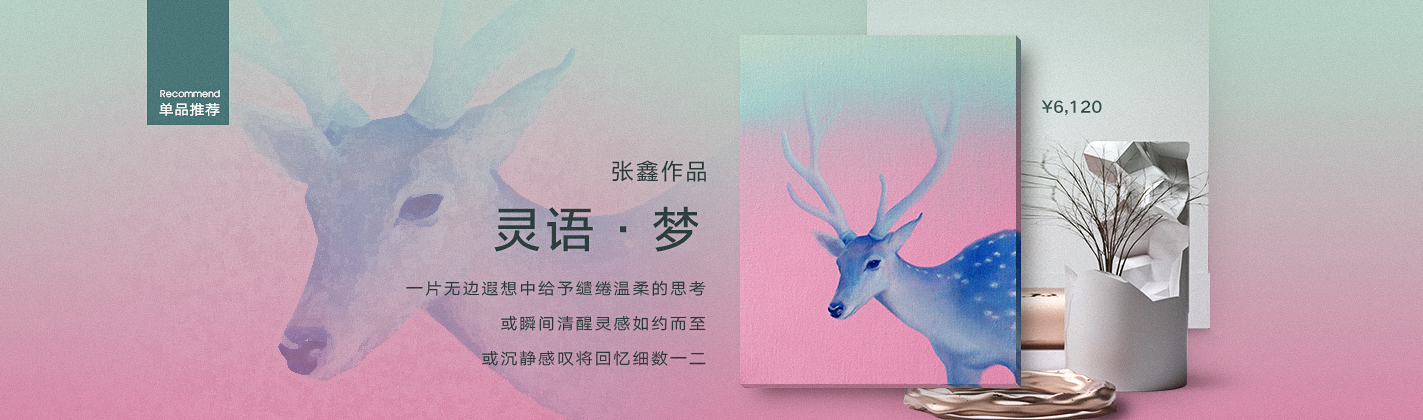 Recommend
单品推荐
张鑫作品
灵语·梦
一片无边遐想中给予缱绻温柔的思考
或瞬间清醒灵感如约而至
或沉静感叹将回忆细数一二
¥6,120